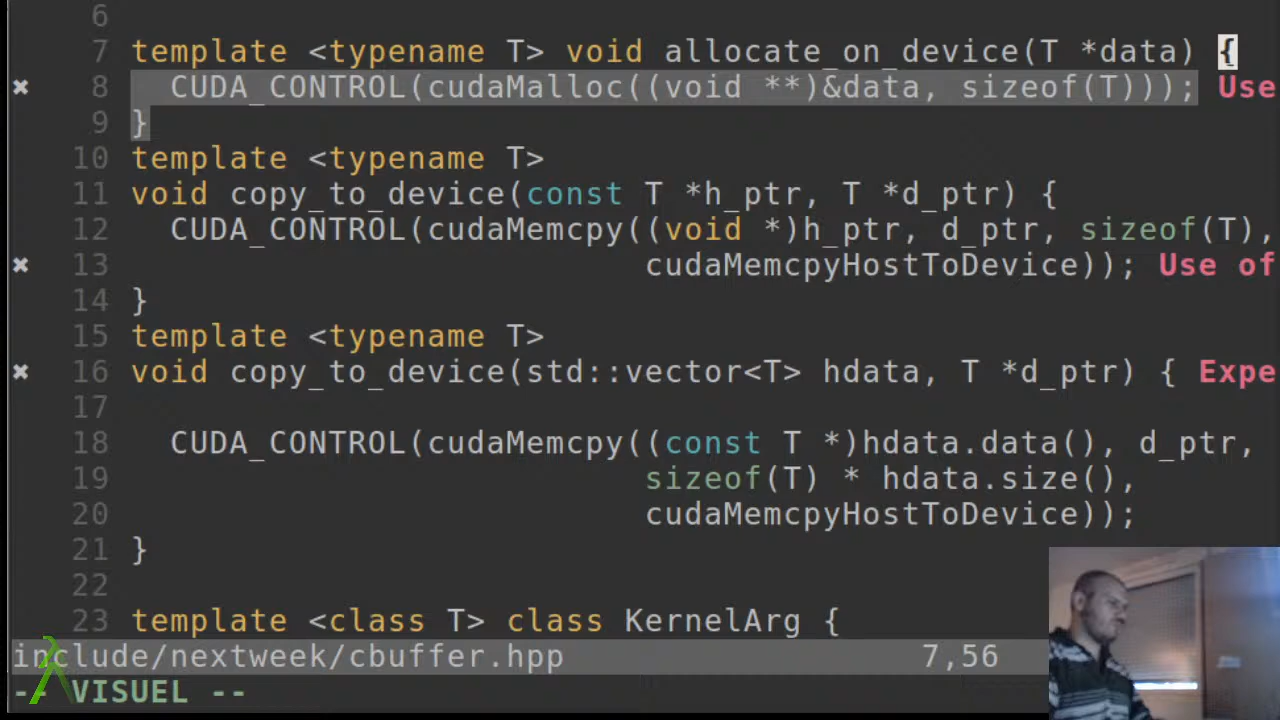 6
7 template <typename T> void allocate_on_device(T *data) {
✖ 8 CUDA_CONTROL(cudaMalloc((void **)&data, sizeof(T))); Use
9 }
10 template <typename T>
11 void copy_to_device(const T *h_ptr, T *d_ptr) {
12 CUDA_CONTROL(cudaMemcpy((void *)h_ptr, d_ptr, sizeof(T),
✖ 13 cudaMemcpyHostToDevice)); Use of
14 }
15 template <typename T>
✖ 16 void copy_to_device(std::vector<T> hdata, T *d_ptr) { Expe
17
18 CUDA_CONTROL(cudaMemcpy((const T *)hdata.data(), d_ptr,
19 sizeof(T) * hdata.size(),
20 cudaMemcpyHostToDevice));
21 }
22
23 template <class T> class KernelArg {
include/nextweek/cbuffer.hpp 7,56
-- VISUEL --
λ